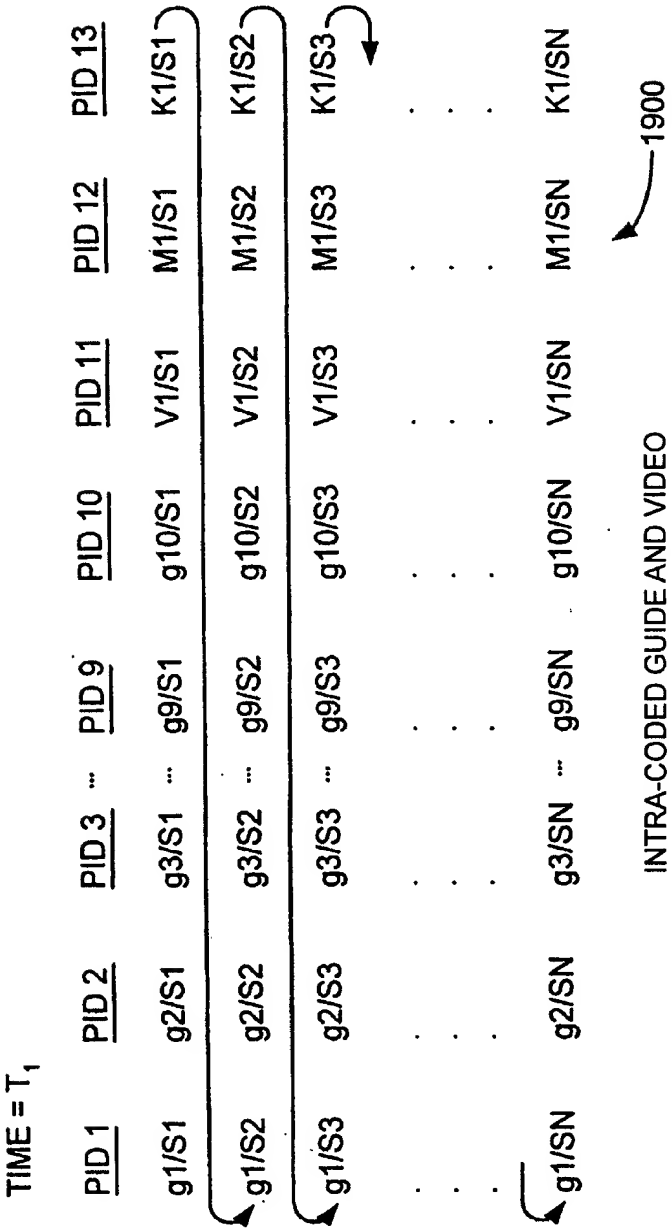 TIME = T₁
PID 1 PID 2 PID 3 ... PID 9 PID 10 PID 11 PID 12 PID 13
g1/S1 g2/S1 g3/S1 ... g9/S1 g10/S1 V1/S1 M1/S1 K1/S1
g1/S2 g2/S2 g3/S2 ... g9/S2 g10/S2 V1/S2 M1/S2 K1/S2
g1/S3 g2/S3 g3/S3 ... g9/S3 g10/S3 V1/S3 M1/S3 K1/S3
. . . . . . . .
. . . . . . . .
. . . . . . . .
g1/SN g2/SN g3/SN ... g9/SN g10/SN V1/SN M1/SN K1/SN
1900
INTRA-CODED GUIDE AND VIDEO